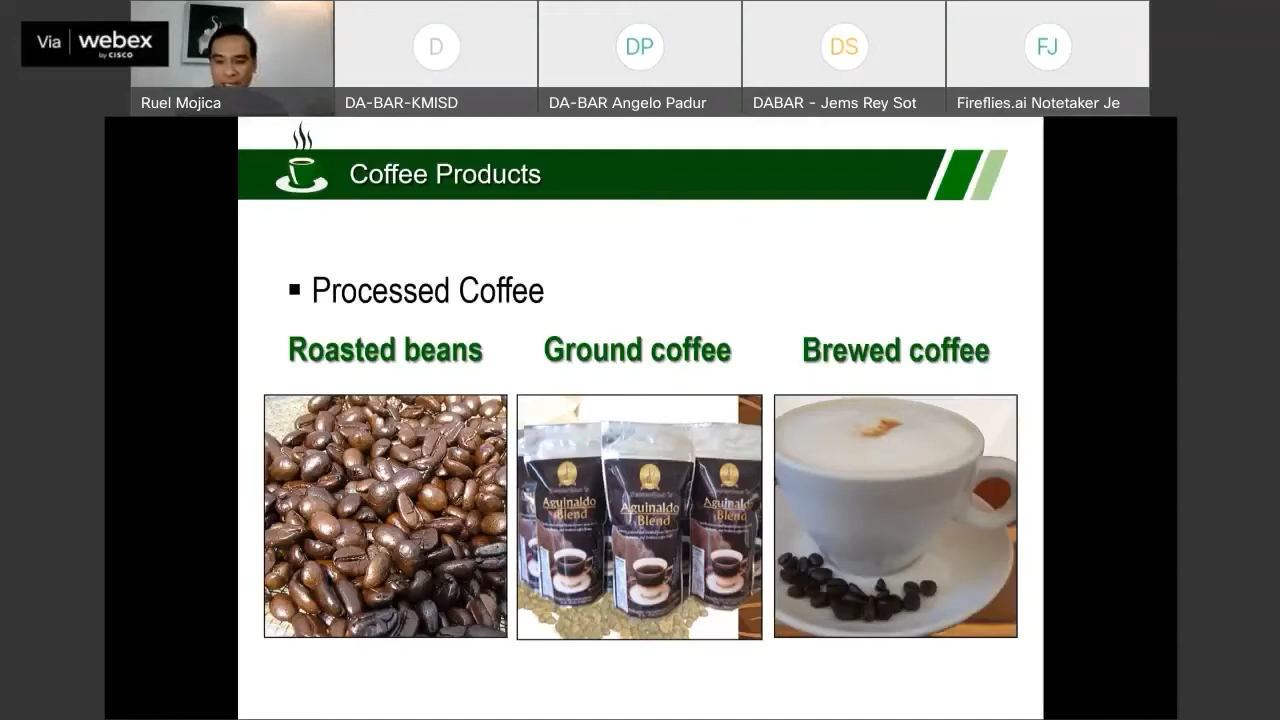 Via webex
by CISCO
Ruel Mojica
D
DA-BAR-KMISD
DP
DA-BAR Angelo Padur
DS
DABAR - Jems Rey Sot
FJ
Fireflies.ai Notetaker Je
Coffee Products
▪ Processed Coffee
Roasted beans
Ground coffee
Brewed coffee
Aguinaldo
Blend
Aguinaldo
Blend
Aguinaldo
Blend